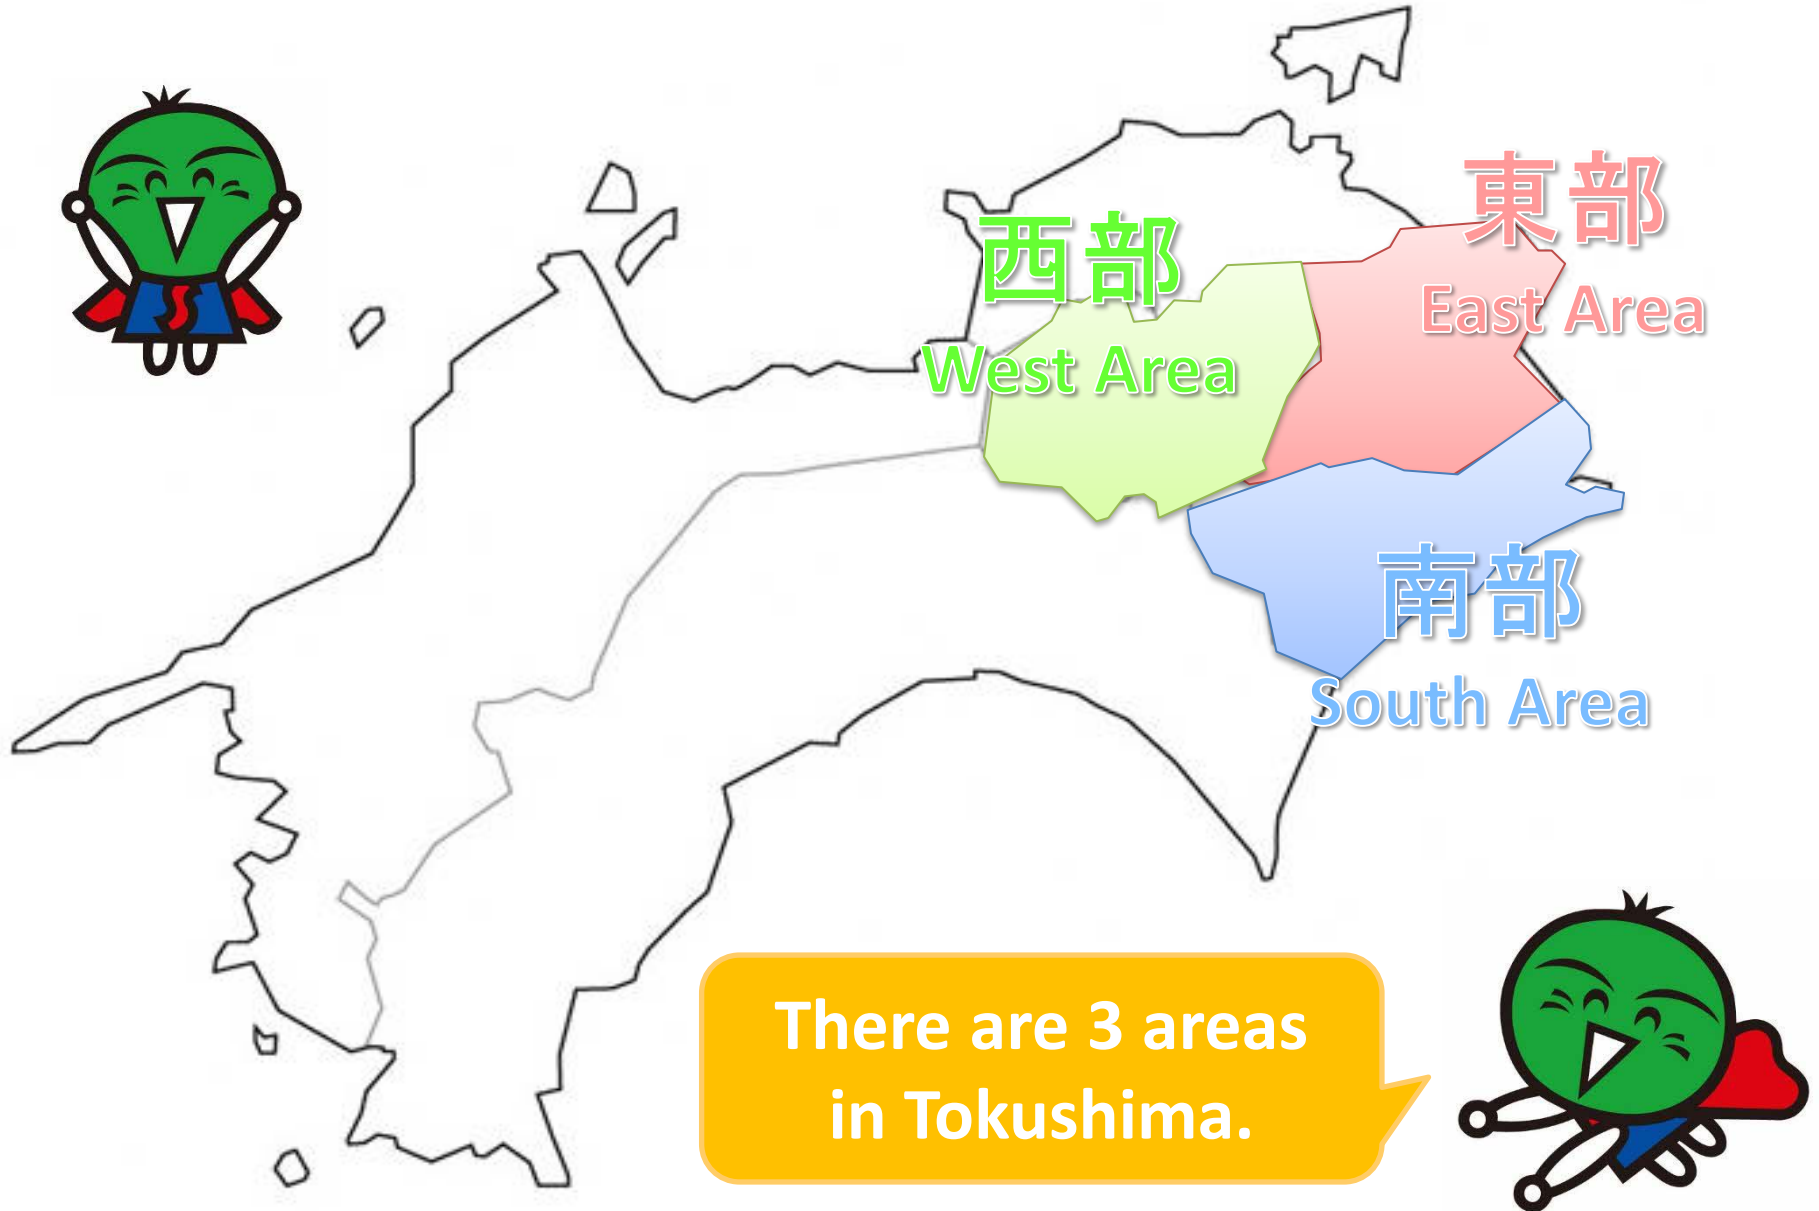 東部
East Area
西部
West Area
南部
South Area
There are 3 areas
in Tokushima.